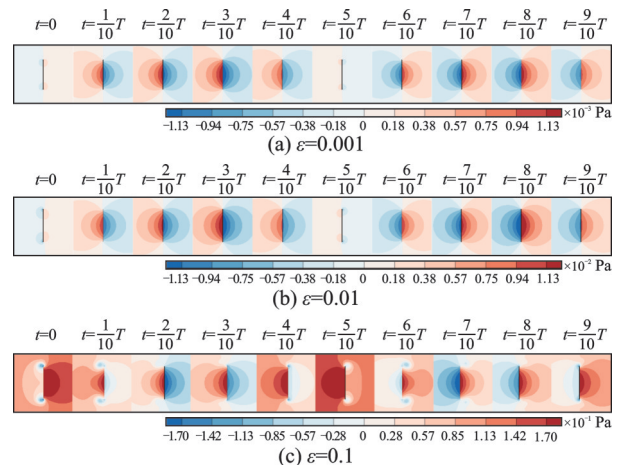 t=0 t=1/10T t=2/10T t=3/10T t=4/10T t=5/10T t=6/10T t=7/10T t=8/10T t=9/10T
×10⁻³ Pa
−1.13 −0.94 −0.75 −0.57 −0.38 −0.18 0 0.18 0.38 0.57 0.75 0.94 1.13
(a) ε=0.001
t=0 t=1/10T t=2/10T t=3/10T t=4/10T t=5/10T t=6/10T t=7/10T t=8/10T t=9/10T
×10⁻² Pa
−1.13 −0.94 −0.75 −0.57 −0.38 −0.18 0 0.18 0.38 0.57 0.75 0.94 1.13
(b) ε=0.01
t=0 t=1/10T t=2/10T t=3/10T t=4/10T t=5/10T t=6/10T t=7/10T t=8/10T t=9/10T
×10⁻¹ Pa
−1.70 −1.42 −1.13 −0.85 −0.57 −0.28 0 0.28 0.57 0.85 1.13 1.42 1.70
(c) ε=0.1